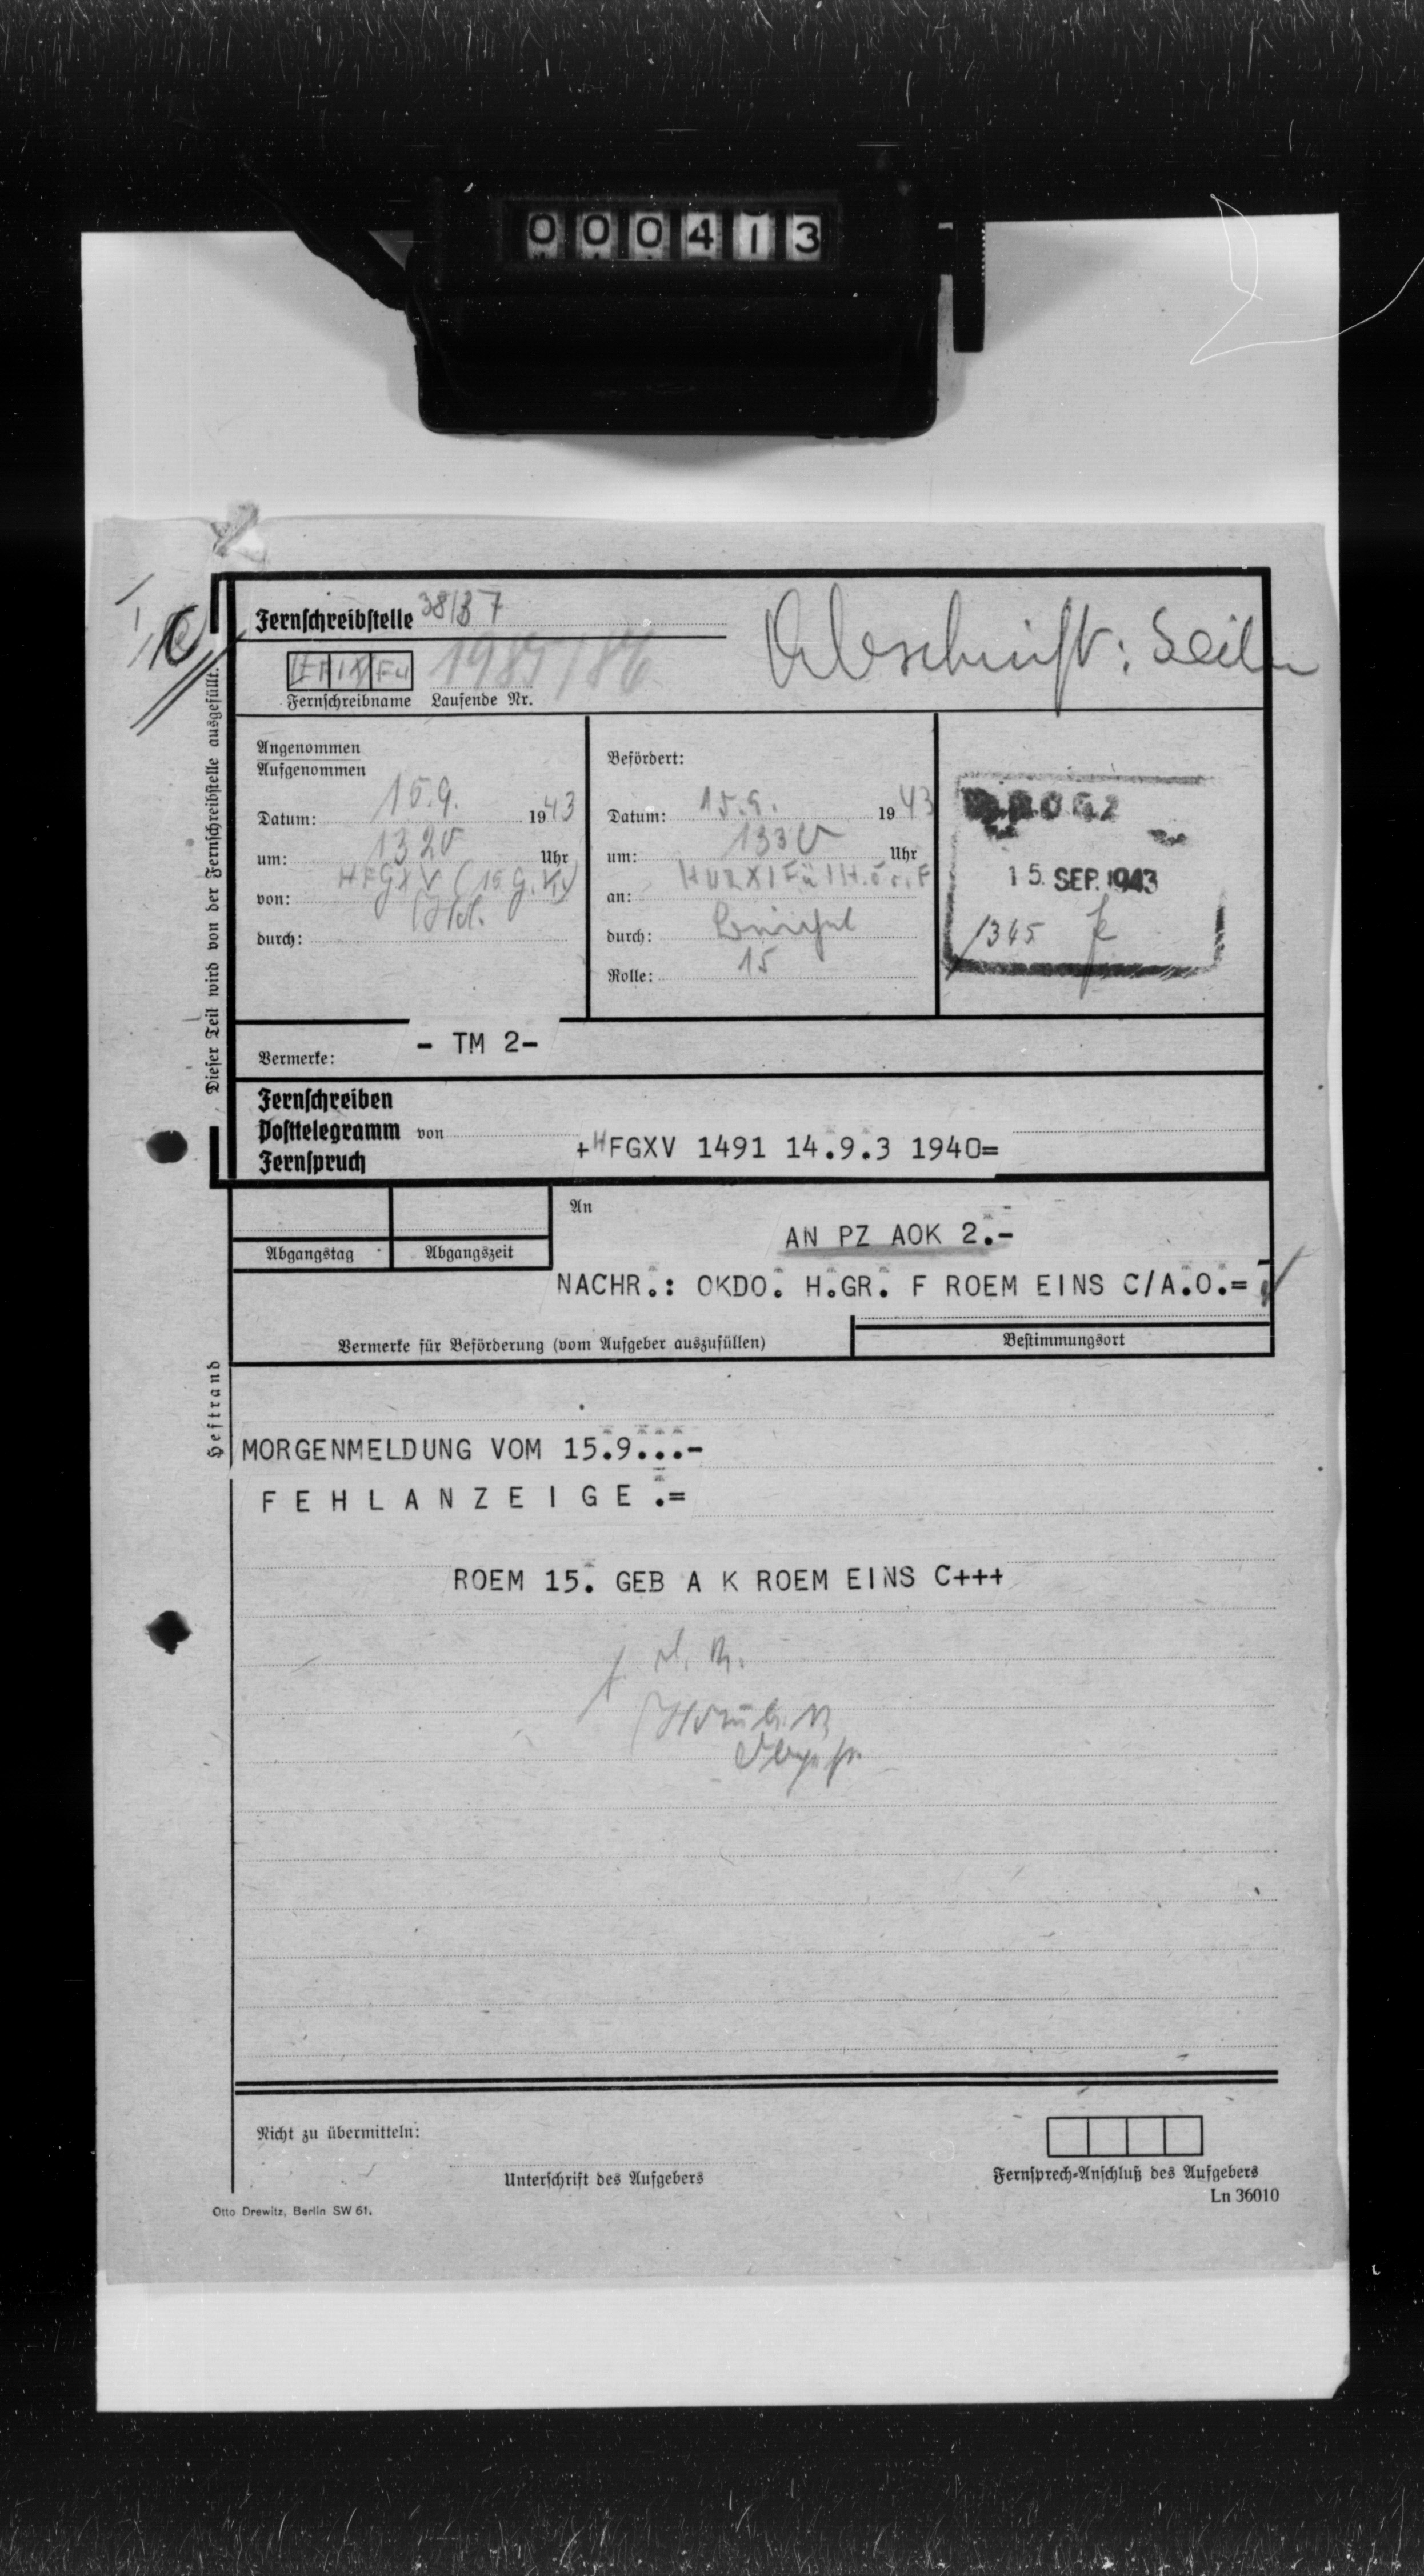 000413
Fernschreibstelle
Abschrift:
Fernschreibname Laufende Nr.
Angenommen
Aufgenommen
Datum: 15.9. 1943
um: 1320 Uhr
von: HFGXV
durch:
Befördert:
Datum: 15.9. 1943
um: 1330 Uhr
an:
durch:
Rolle: 15
15. SEP. 1943
1345
Dieser Teil wird von der Fernschreibstelle ausgefüllt.
Vermerke: - TM 2-
Fernschreiben
Posttelegramm von
Fernspruch
+HFGXV 1491 14.9.3 1940=
Abgangstag Abgangszeit
An
AN PZ AOK 2.-
NACHR.: OKDO. H.GR. F ROEM EINS C/A.O.=
Vermerke für Beförderung (vom Aufgeber auszufüllen)
Bestimmungsort
Heftrand
MORGENMELDUNG VOM 15.9...-
F E H L A N Z E I G E .=
ROEM 15. GEB A K ROEM EINS C+++
Nicht zu übermitteln:
Unterschrift des Aufgebers
Fernsprech-Anschluß des Aufgebers
Ln 36010
Otto Drewitz, Berlin SW 61.